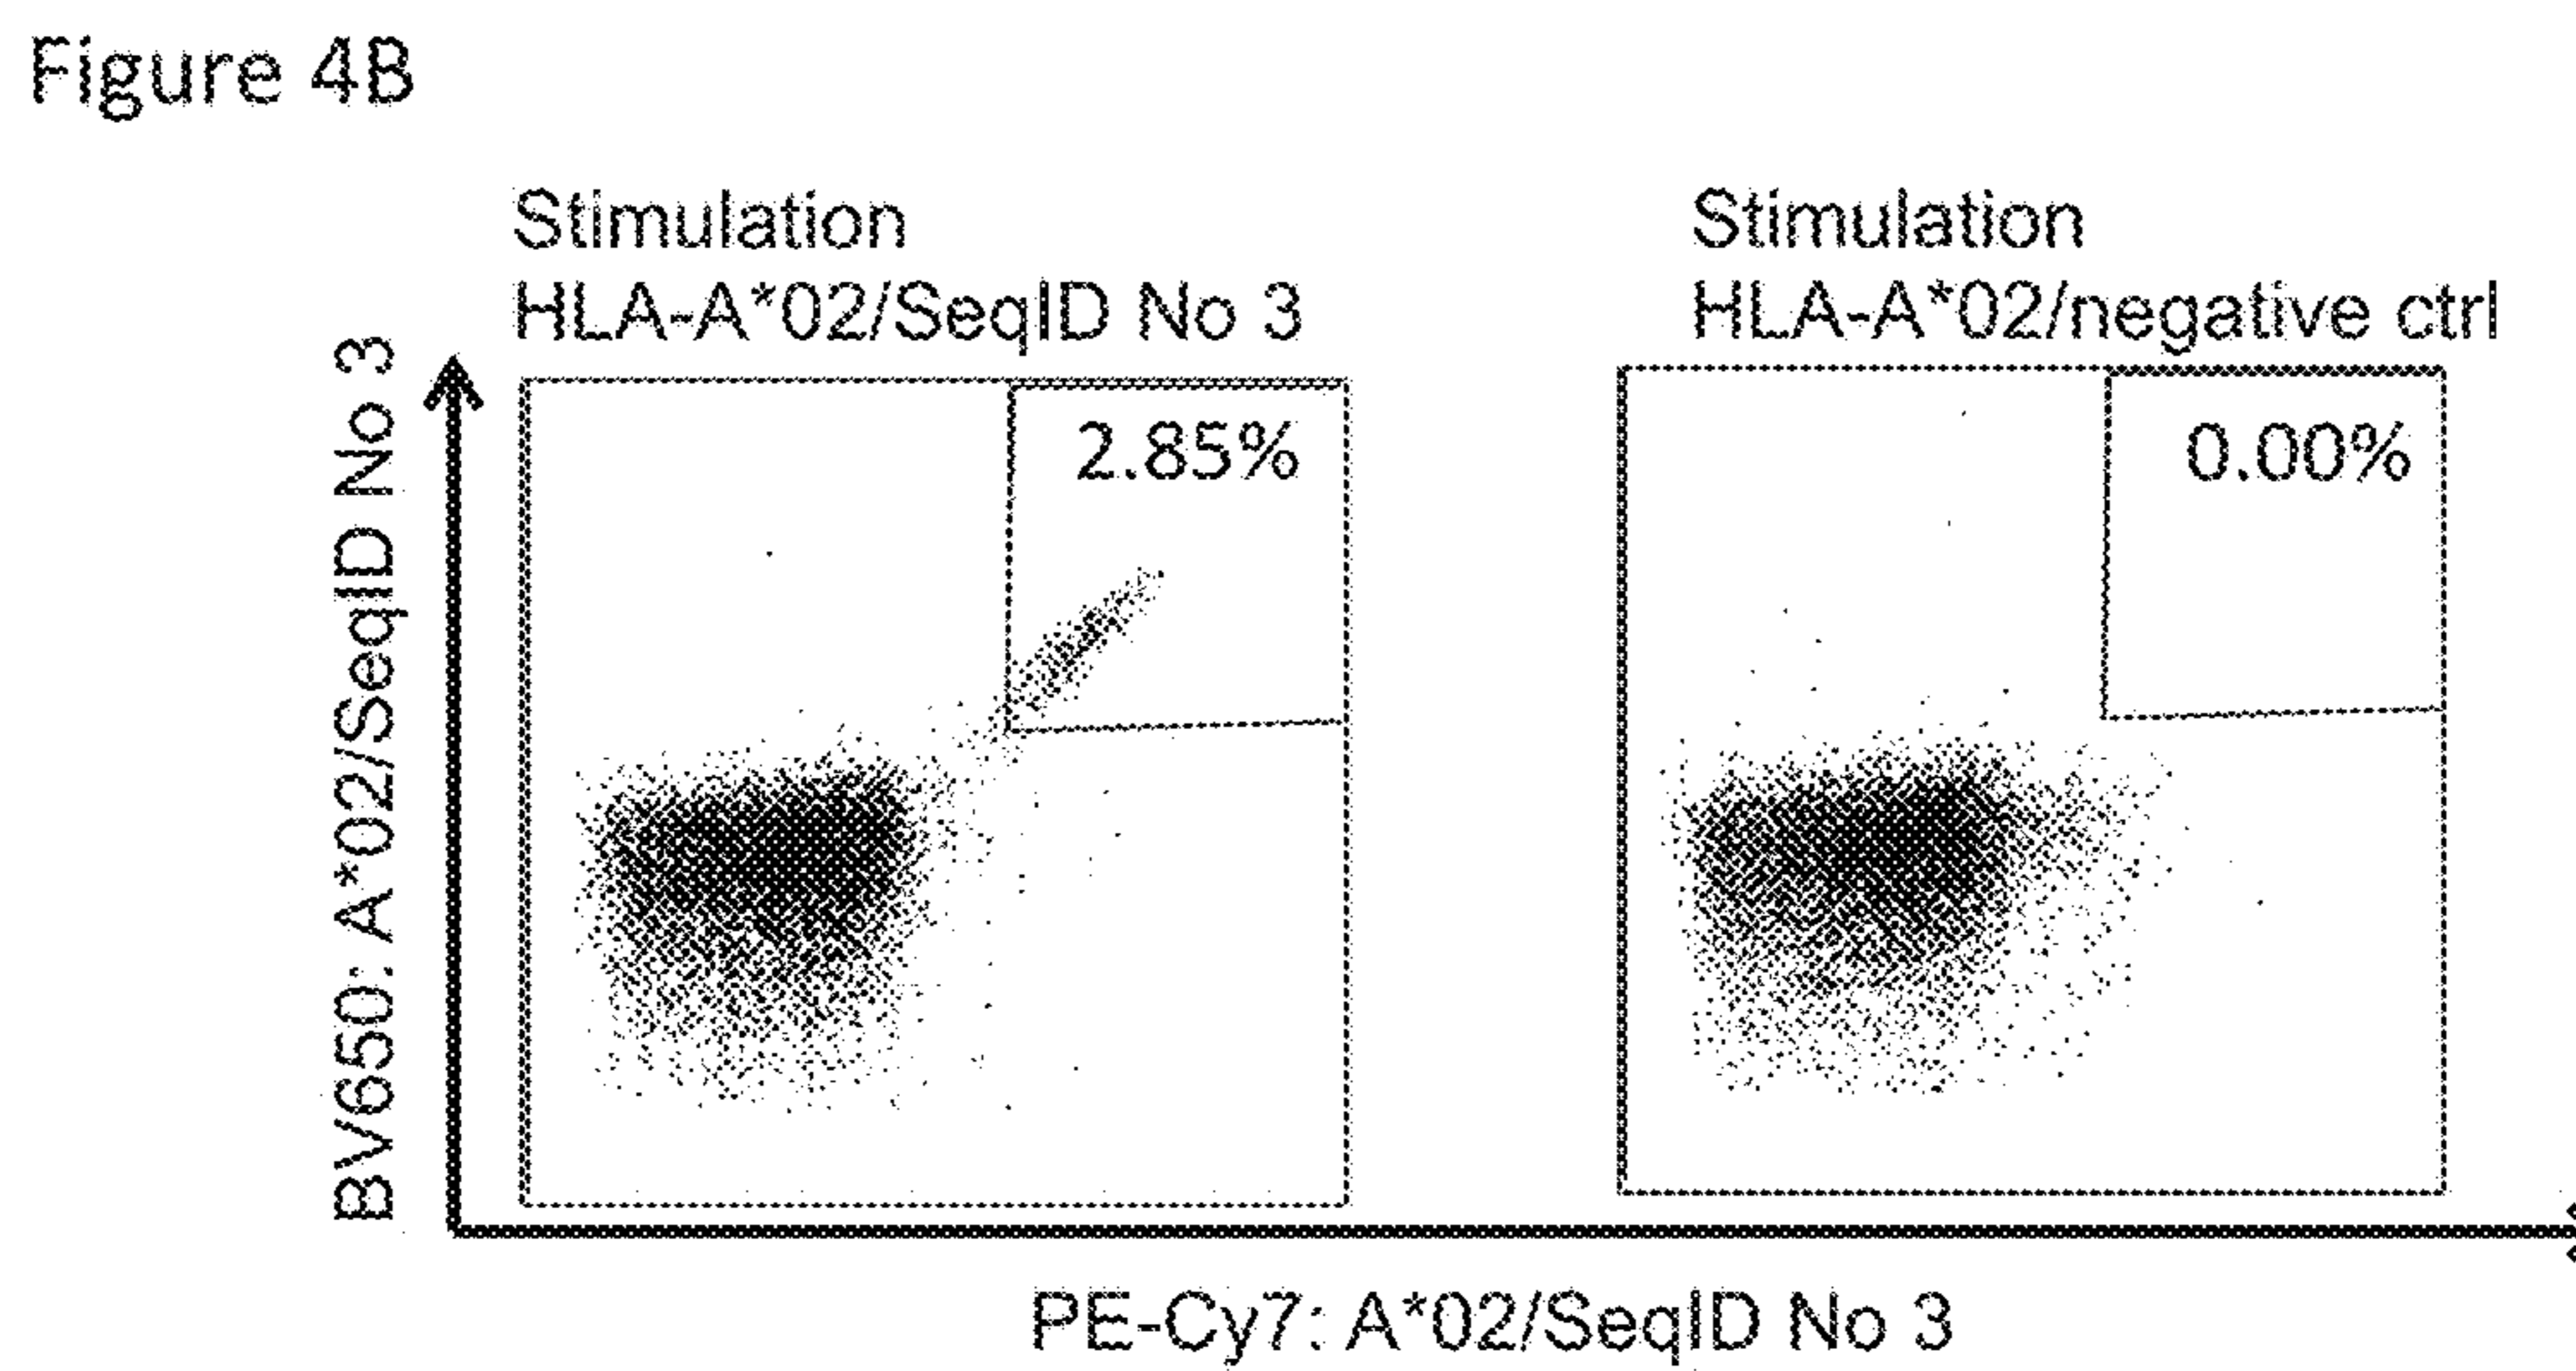 Figure 4B
Stimulation
HLA-A*02/SeqID No 3
Stimulation
HLA-A*02/negative ctrl
BV650: A*02/SeqID No 3
2.85%
0.00%
PE-Cy7: A*02/SeqID No 3